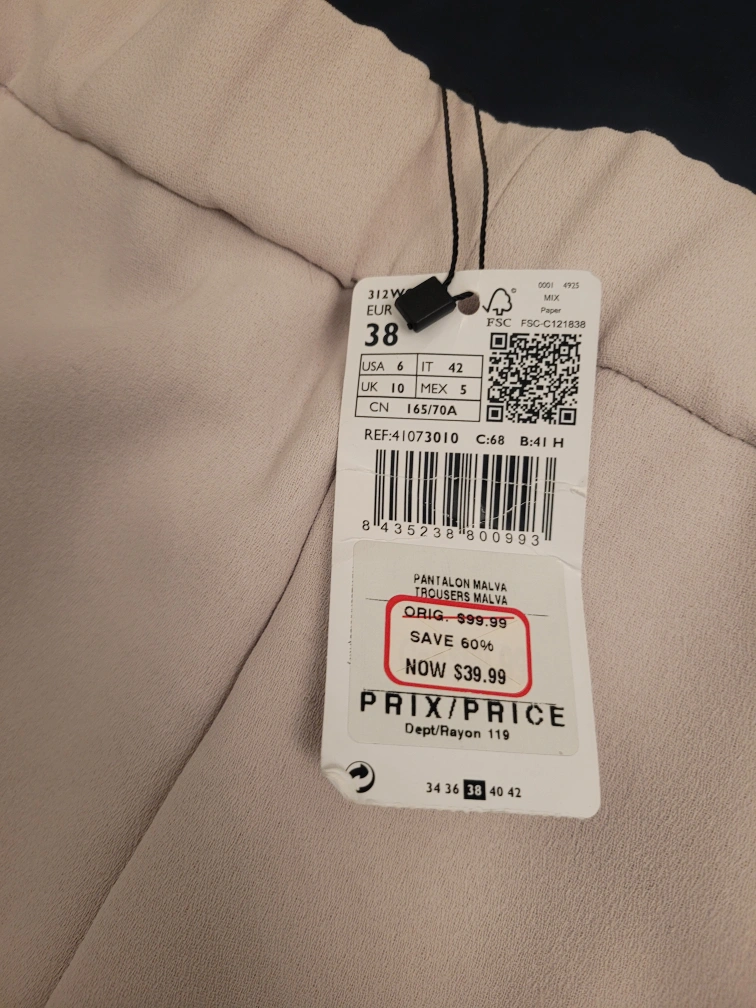 0001 4925
MIX
Paper
FSC FSC-C121838
EUR
38
USA 6 IT 42
UK 10 MEX 5
CN 165/70A
REF:41073010 C:68 B:41 H
8 435238 800993
PANTALON MALVA
TROUSERS MALVA
ORIG. $99.99
SAVE 60%
NOW $39.99
PRIX/PRICE
Dept/Rayon 119
34 36 38 40 42